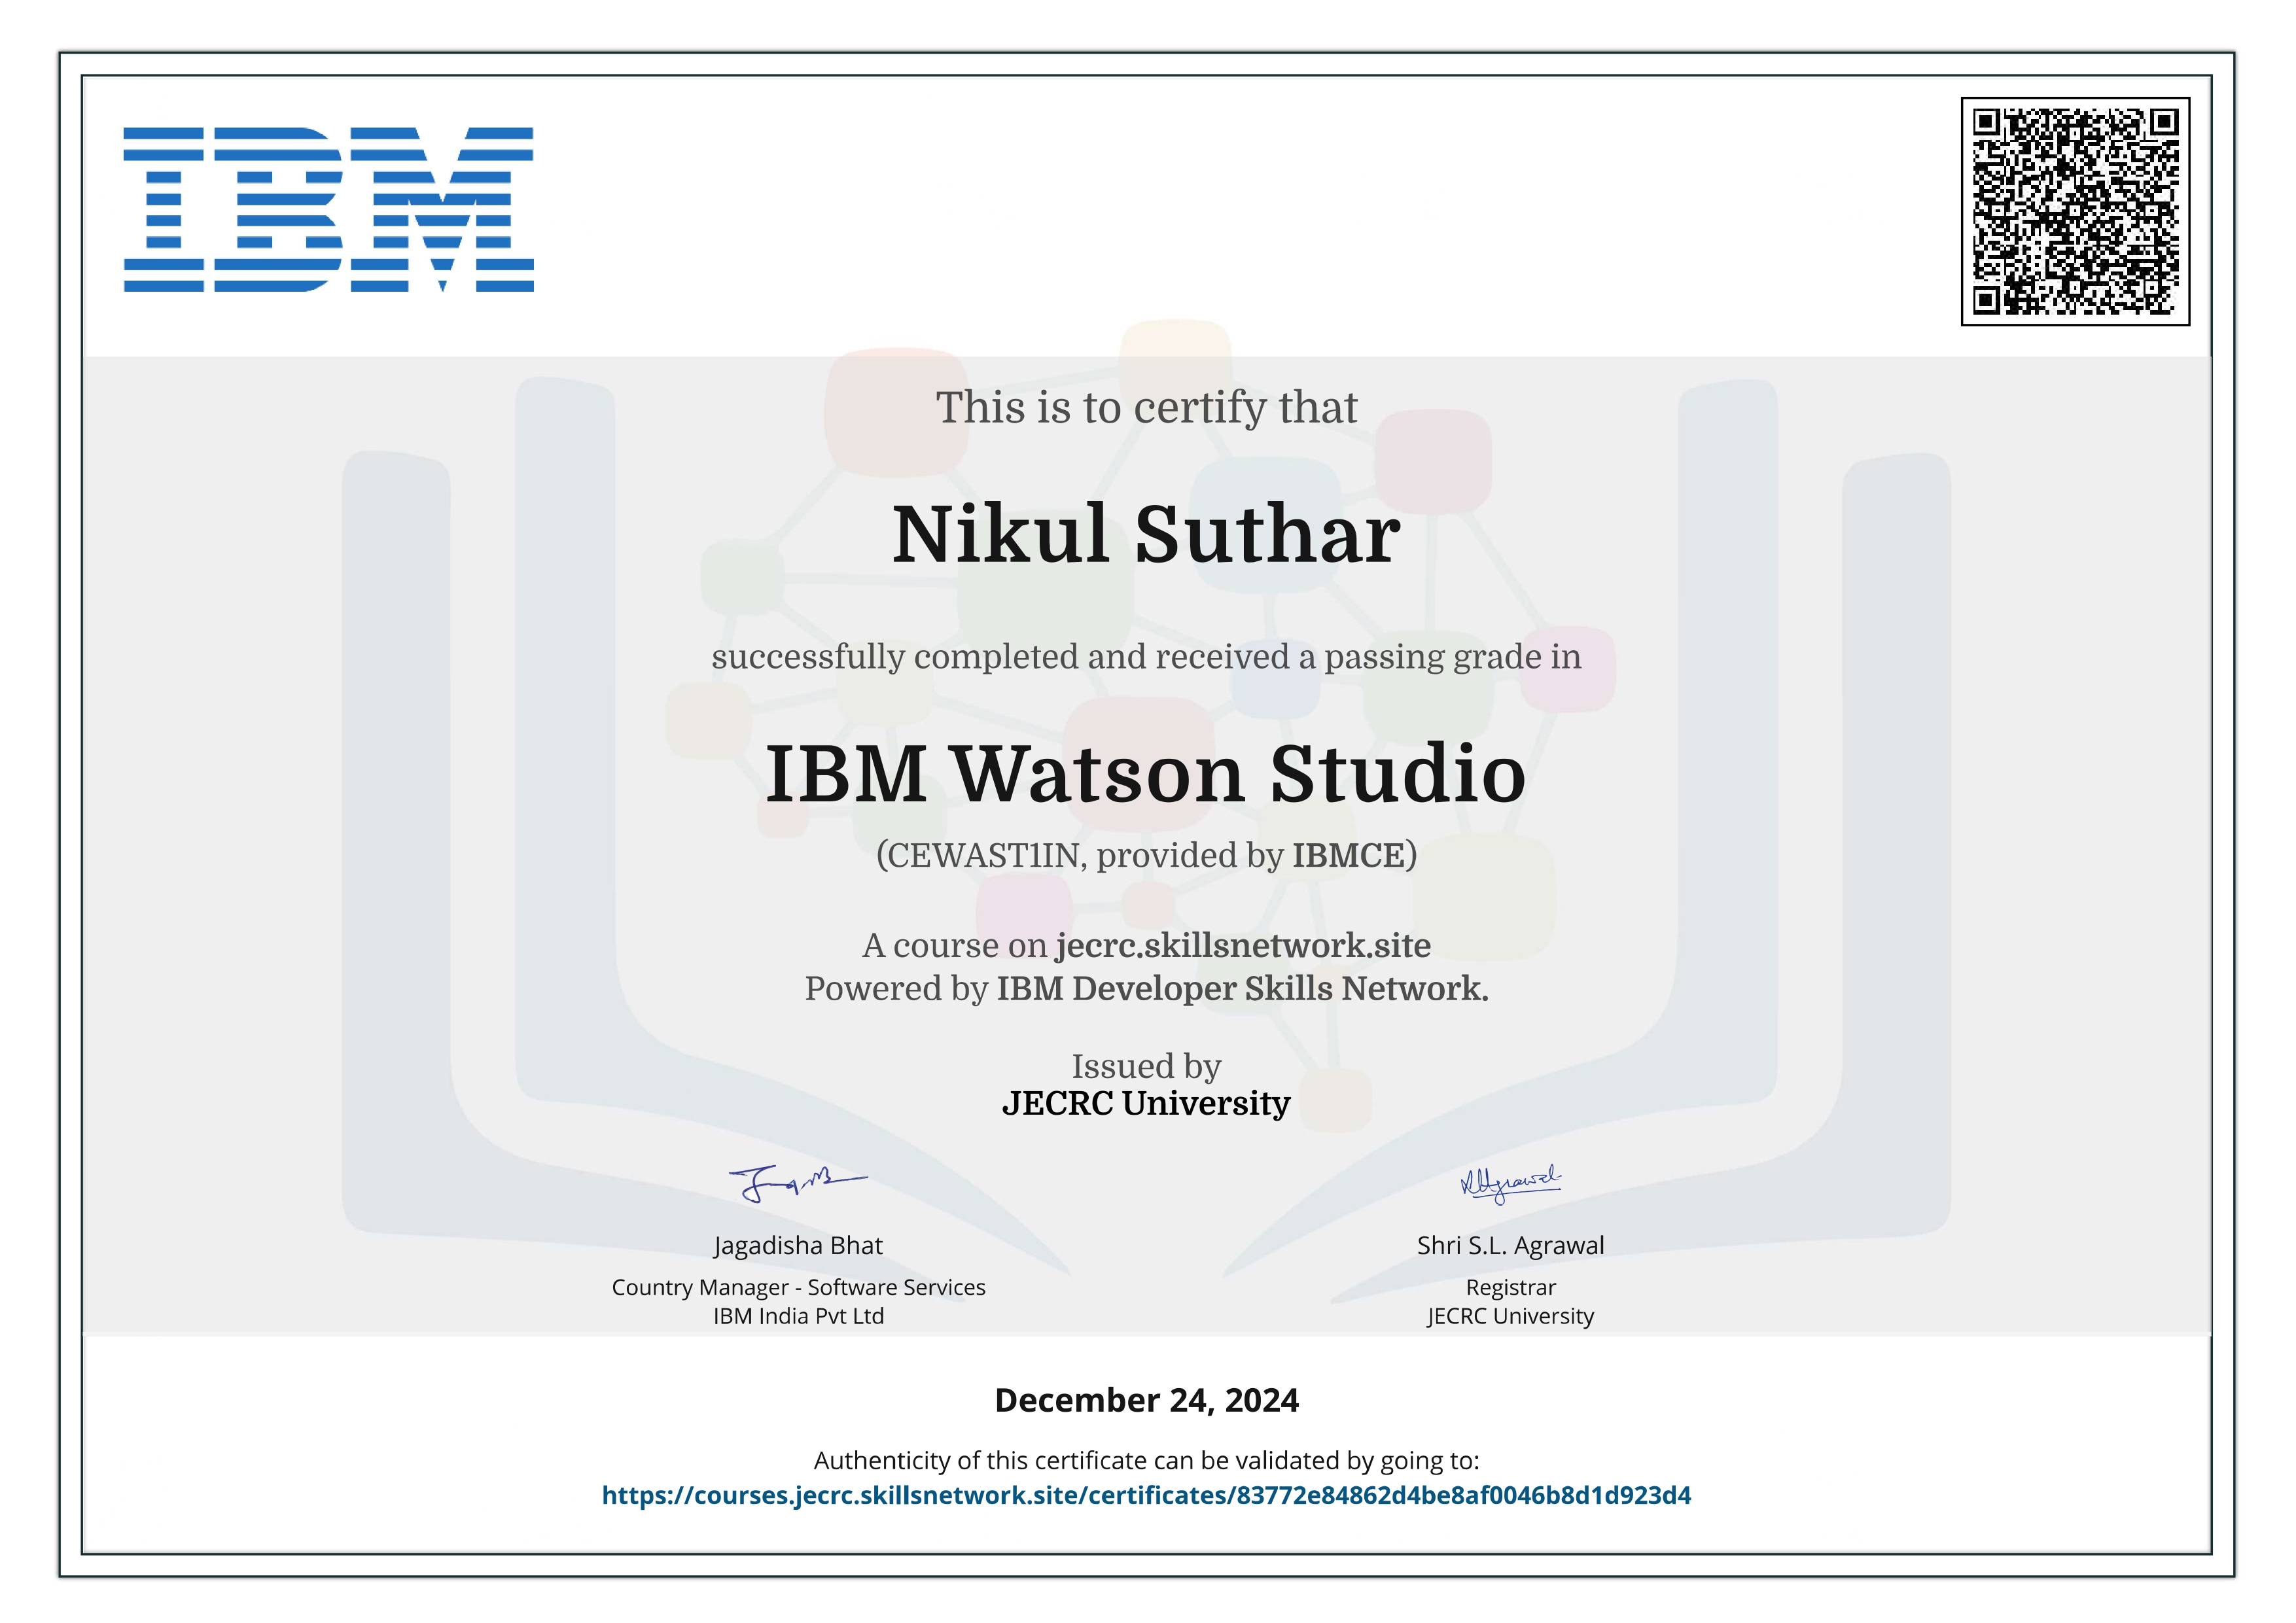 IBM
This is to certify that
Nikul Suthar
successfully completed and received a passing grade in
IBM Watson Studio
(CEWAST1IN, provided by IBMCE)
A course on jecrc.skillsnetwork.site
Powered by IBM Developer Skills Network.
Issued by
JECRC University
Jagadisha Bhat
Country Manager - Software Services
IBM India Pvt Ltd
Shri S.L. Agrawal
Registrar
JECRC University
December 24, 2024
Authenticity of this certificate can be validated by going to:
https://courses.jecrc.skillsnetwork.site/certificates/83772e84862d4be8af0046b8d1d923d4